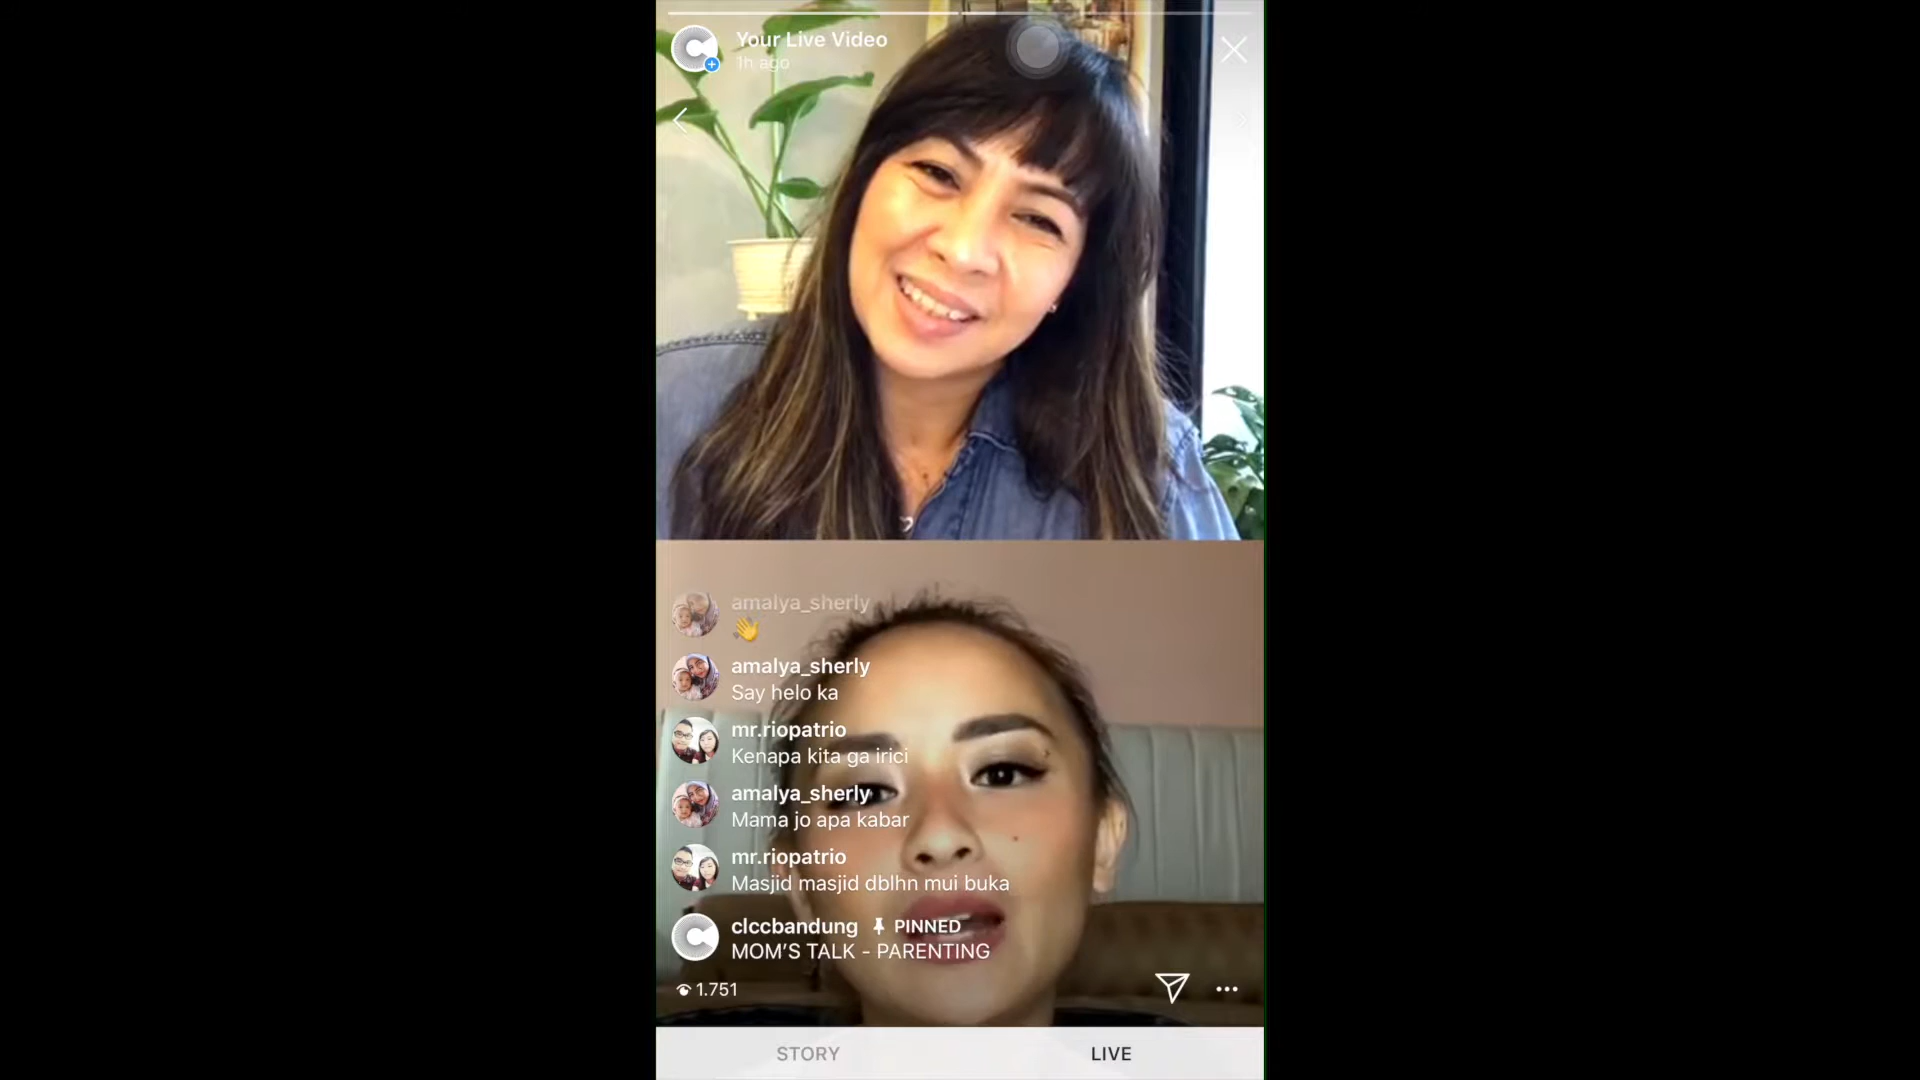 Your Live Video
1h ago
amalya_sherly
👋
amalya_sherly
Say helo ka
mr.riopatrio
Kenapa kita ga irici
amalya_sherly
Mama jo apa kabar
mr.riopatrio
Masjid masjid dblhn mui buka
clccbandung PINNED
MOM'S TALK - PARENTING
1.751
STORY LIVE